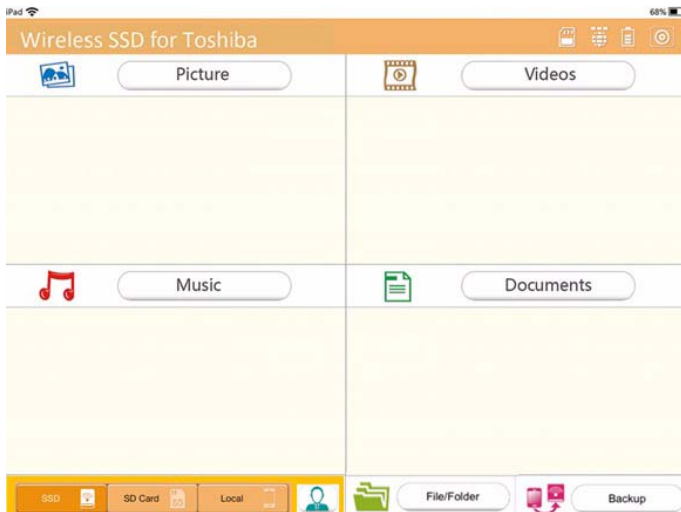 iPad 68%
Wireless SSD for Toshiba
Picture Videos
Music Documents
SSD SD Card Local File/Folder Backup